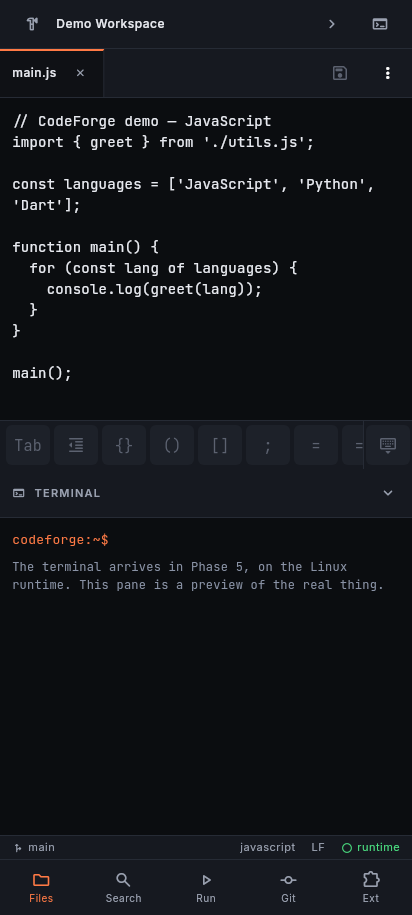 Demo Workspace
main.js
// CodeForge demo — JavaScript
import { greet } from './utils.js';
const languages = ['JavaScript', 'Python',
'Dart'];
function main() {
  for (const lang of languages) {
    console.log(greet(lang));
  }
}
main();
Tab {} () [] ; = =
TERMINAL
codeforge:~$
The terminal arrives in Phase 5, on the Linux
runtime. This pane is a preview of the real thing.
main javascript LF runtime
Files Search Run Git Ext